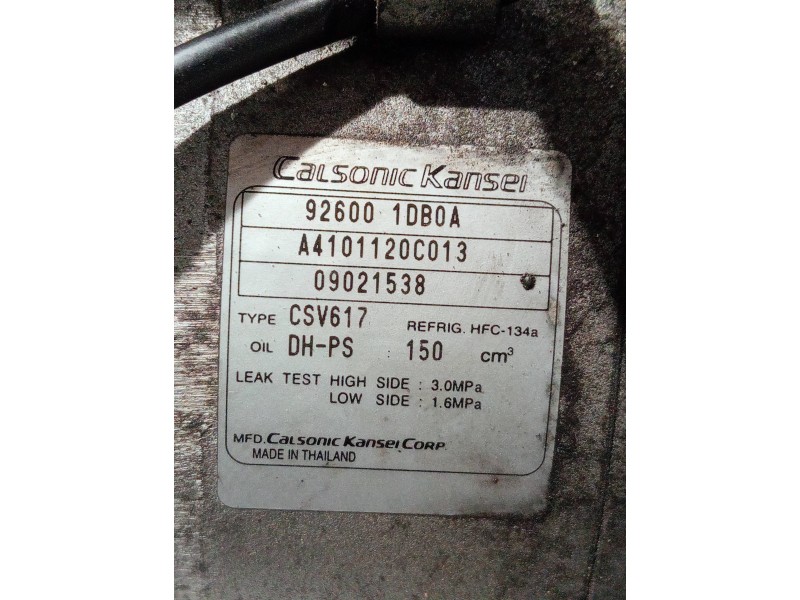 Calsonic Kansei
92600 1DB0A
A4101120C013
09021538
TYPE CSV617 REFRIG. HFC-134a
OIL DH-PS : 150 cm³
LEAK TEST HIGH SIDE : 3.0MPa
LOW SIDE : 1.6MPa
MFD. Calsonic Kansei Corp
MADE IN THAILAND